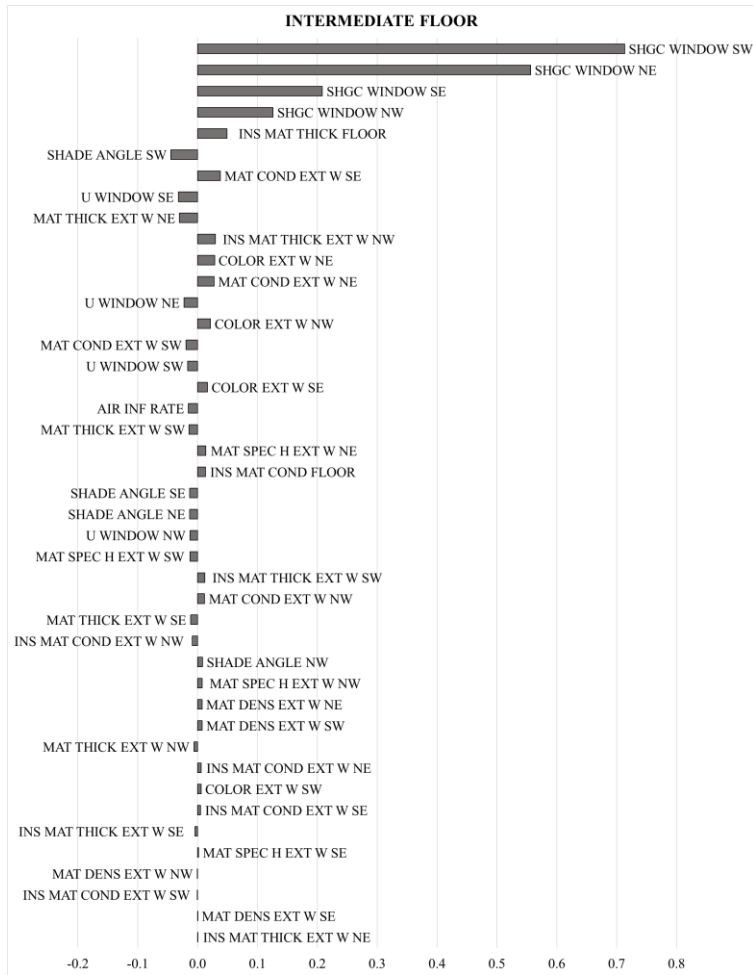 INTERMEDIATE FLOOR
SHGC WINDOW SW
SHGC WINDOW NE
SHGC WINDOW SE
SHGC WINDOW NW
INS MAT THICK FLOOR
SHADE ANGLE SW
MAT COND EXT W SE
U WINDOW SE
MAT THICK EXT W NE
INS MAT THICK EXT W NW
COLOR EXT W NE
MAT COND EXT W NE
U WINDOW NE
COLOR EXT W NW
MAT COND EXT W SW
U WINDOW SW
COLOR EXT W SE
AIR INF RATE
MAT THICK EXT W SW
MAT SPEC H EXT W NE
INS MAT COND FLOOR
SHADE ANGLE SE
SHADE ANGLE NE
U WINDOW NW
MAT SPEC H EXT W SW
INS MAT THICK EXT W SW
MAT COND EXT W NW
MAT THICK EXT W SE
INS MAT COND EXT W NW
SHADE ANGLE NW
MAT SPEC H EXT W NW
MAT DENS EXT W NE
MAT DENS EXT W SW
MAT THICK EXT W NW
INS MAT COND EXT W NE
COLOR EXT W SW
INS MAT COND EXT W SE
INS MAT THICK EXT W SE
MAT SPEC H EXT W SE
MAT DENS EXT W NW
INS MAT COND EXT W SW
MAT DENS EXT W SE
INS MAT THICK EXT W NE
-0.2 -0.1 0.0 0.1 0.2 0.3 0.4 0.5 0.6 0.7 0.8